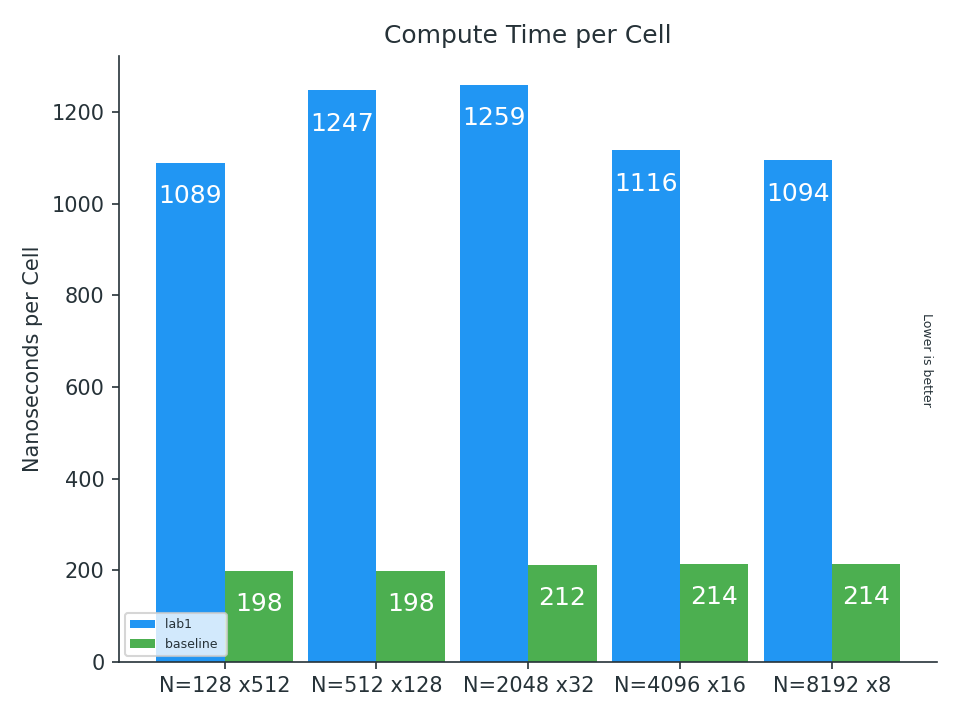 Compute Time per Cell
Nanoseconds per Cell
1200
1000
800
600
400
200
0
1089
1247
1259
1116
1094
198
198
212
214
214
lab1
baseline
N=128 x512
N=512 x128
N=2048 x32
N=4096 x16
N=8192 x8
Lower is better